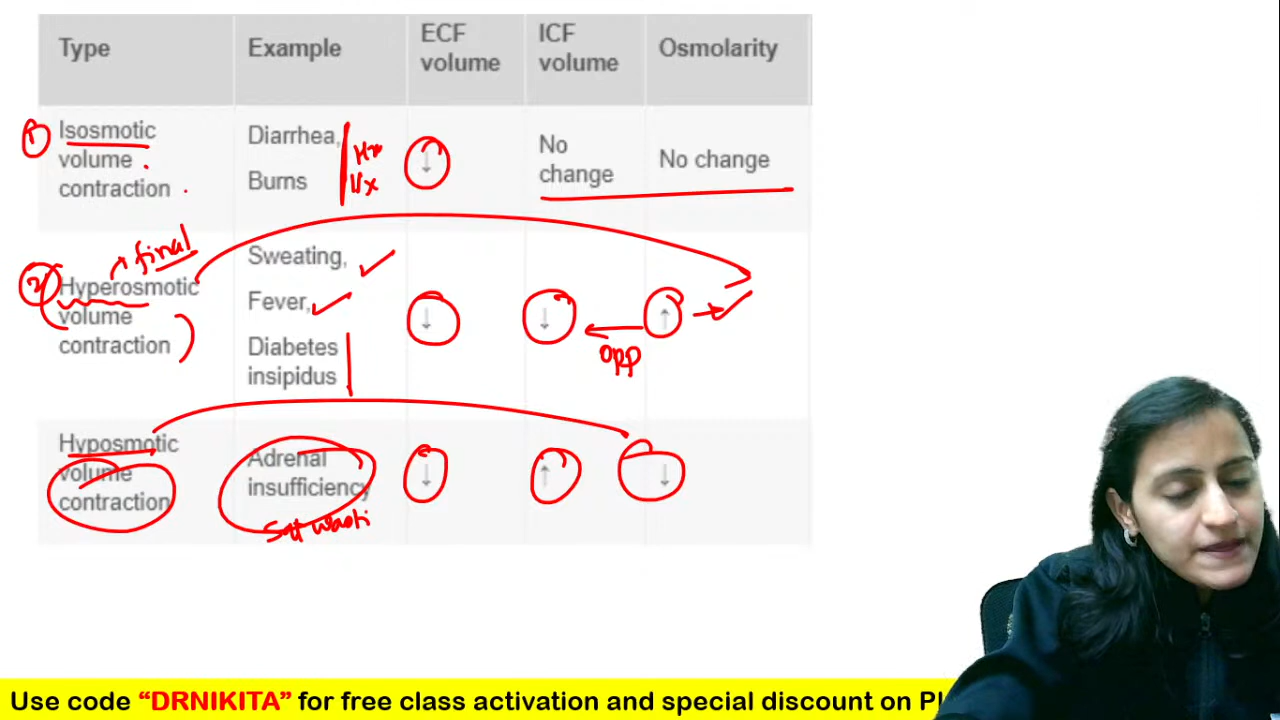 Type
Example
ECF
volume
ICF
volume
Osmolarity
1
Isosmotic
volume
contraction
Diarrhea,
Burns
↓
No
change
No change
final
2
Hyperosmotic
volume
contraction
Sweating,
Fever,
Diabetes
insipidus
↓
↓
↑
opp
Hyposmotic
volume
contraction
Adrenal
insufficiency
↓
↑
↓
Use code “DRNIKITA” for free class activation and special discount on Pl